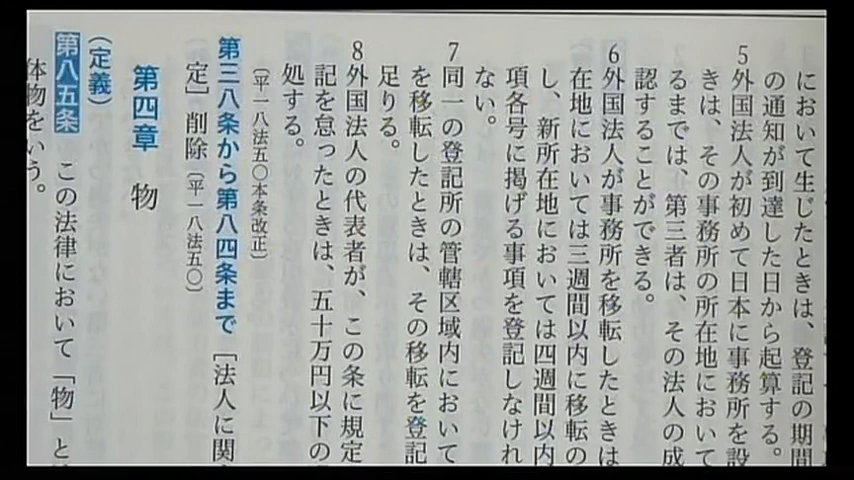 において生じたときは、登記の期間
の通知が到達した日から起算する。
5 外国法人が初めて日本に事務所を設
きは、その事務所の所在地において
るまでは、第三者は、その法人の成
認することができる。
6 外国法人が事務所を移転したときは
在地においては三週間以内に移転の
し、新所在地においては四週間以内
項各号に掲げる事項を登記しなけれ
ない。
7 同一の登記所の管轄区域内において
を移転したときは、その移転を登記
足りる。
8 外国法人の代表者が、この条に規定
記を怠ったときは、五十万円以下の
処する。
〔平一八法五〇本条改正〕
第三八条から第八四条まで [法人に関
定] 削除〔平一八法五〇〕
第四章 物
(定義)
第八五条 この法律において「物」と
体物をいう。